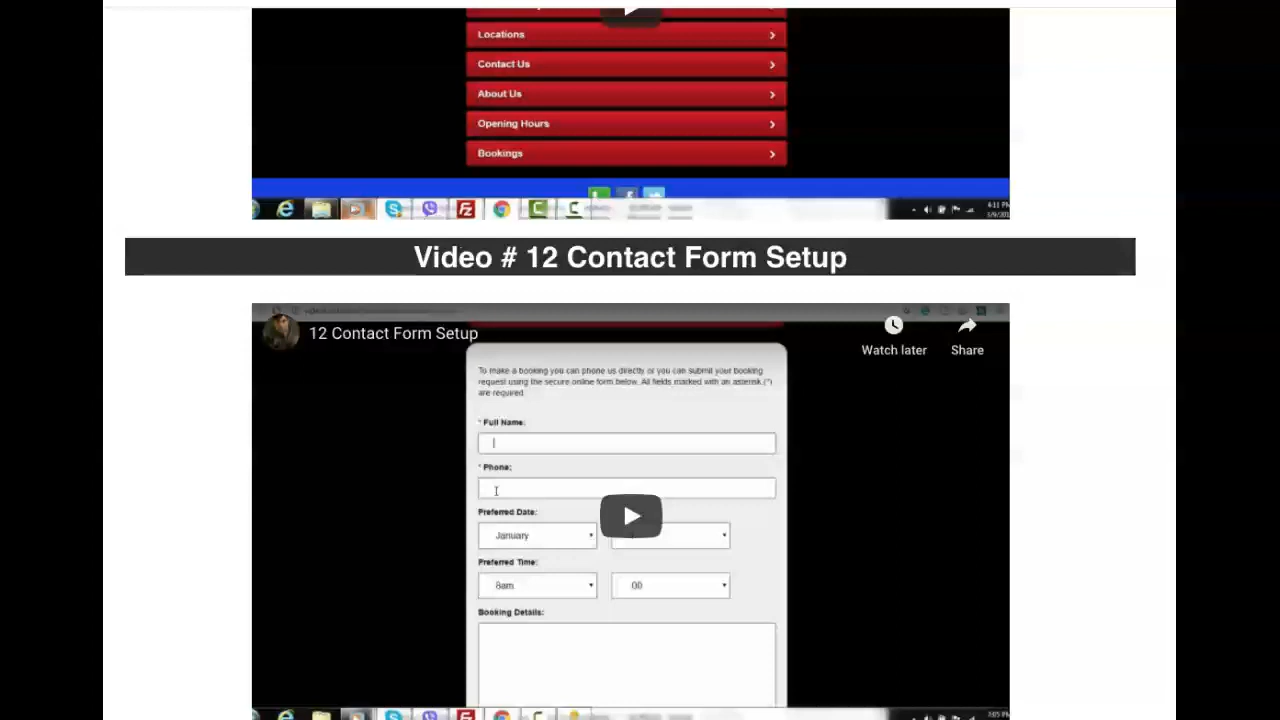 Locations
Contact Us
About Us
Opening Hours
Bookings
4:11 PM
Video # 12 Contact Form Setup
12 Contact Form Setup
Watch later
Share
To make a booking you can phone us directly or you can submit your booking
request using the secure online form below. All fields marked with an asterisk (*)
are required.
* Full Name:
* Phone:
Preferred Date:
January
Preferred Time:
8am
00
Booking Details: